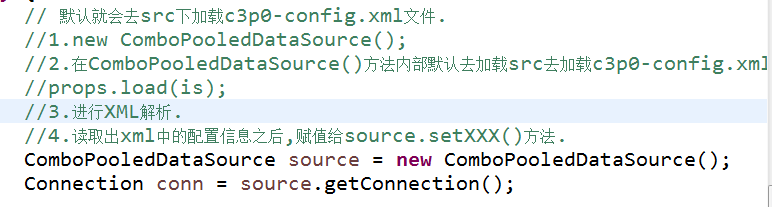 // 默认就会去src下加载c3p0-config.xml文件.
//1.new ComboPooledDataSource();
//2.在ComboPooledDataSource()方法内部默认去加载src去加载c3p0-config.xml
//props.load(is);
//3.进行XML解析.
//4.读取出xml中的配置信息之后,赋值给source.setXXX()方法.
ComboPooledDataSource source = new ComboPooledDataSource();
Connection conn = source.getConnection();